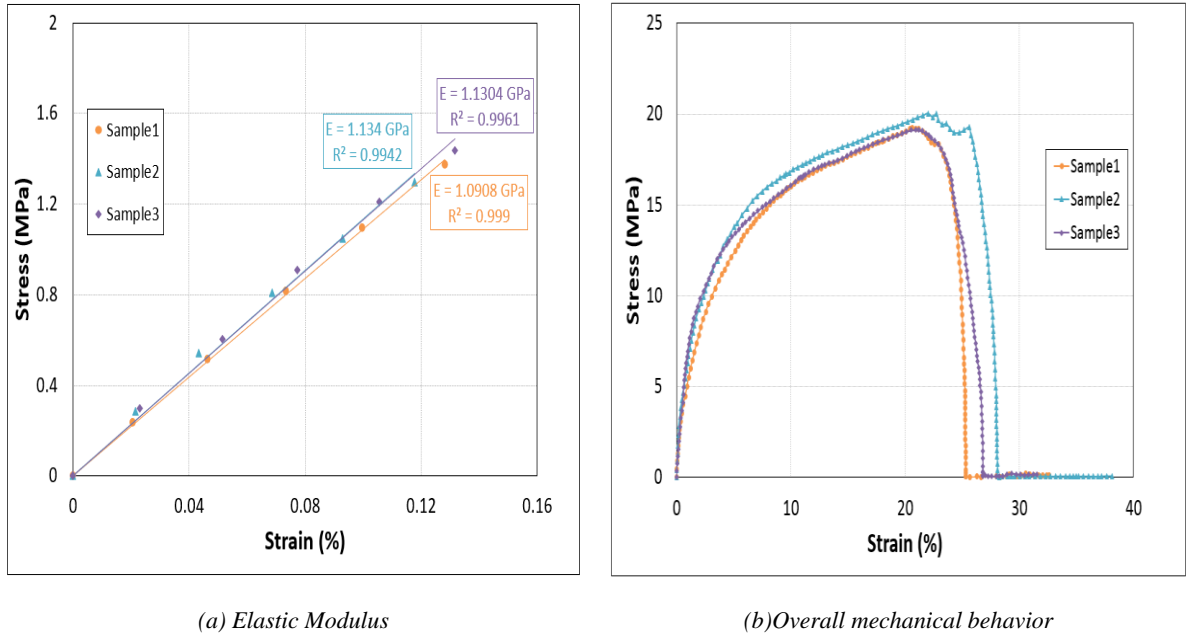 2
1.6
1.2
0.8
0.4
0
0
0.04
0.08
0.12
0.16
Stress (MPa)
Strain (%)
Sample1
Sample2
Sample3
E = 1.134 GPa
R² = 0.9942
E = 1.1304 GPa
R² = 0.9961
E = 1.0908 GPa
R² = 0.999
(a) Elastic Modulus
25
20
15
10
5
0
0
10
20
30
40
Stress (MPa)
Strain (%)
Sample1
Sample2
Sample3
(b)Overall mechanical behavior